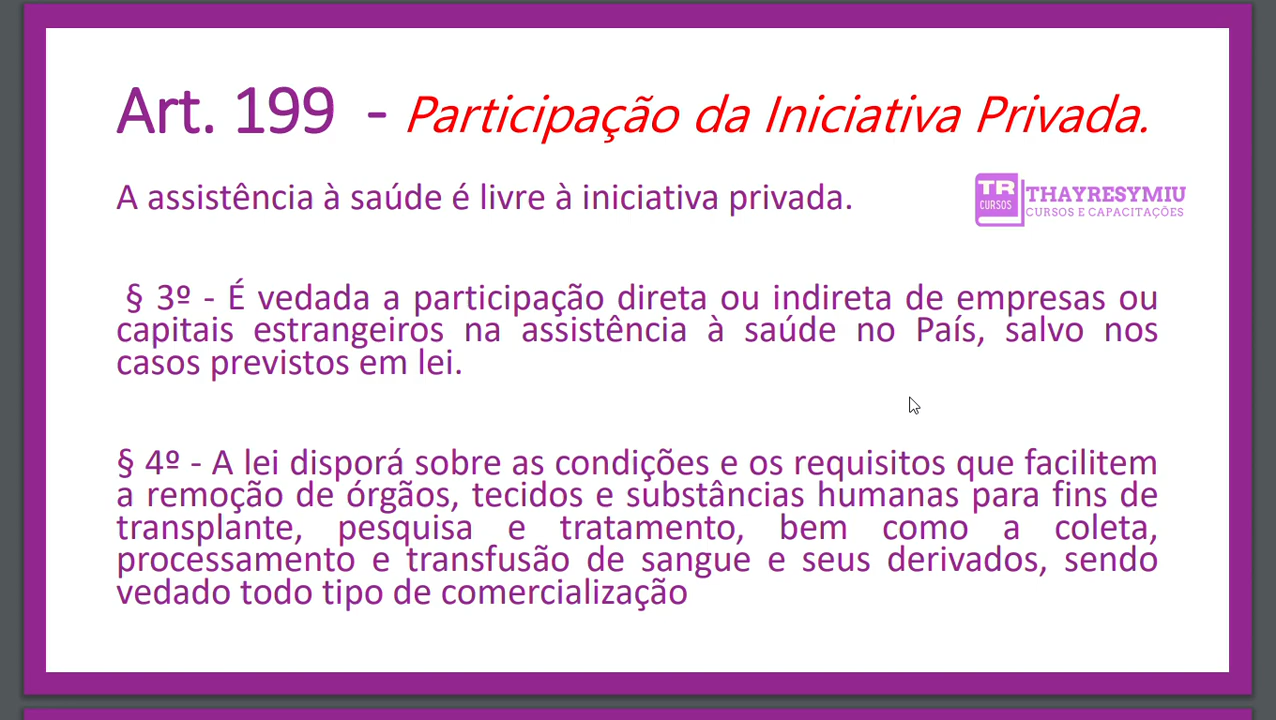 Art. 199 - Participação da Iniciativa Privada.
A assistência à saúde é livre à iniciativa privada.
TR
CURSOS
THAYRESYMIU
CURSOS E CAPACITAÇÕES
§ 3º - É vedada a participação direta ou indireta de empresas ou
capitais estrangeiros na assistência à saúde no País, salvo nos
casos previstos em lei.
§ 4º - A lei disporá sobre as condições e os requisitos que facilitem
a remoção de órgãos, tecidos e substâncias humanas para fins de
transplante, pesquisa e tratamento, bem como a coleta,
processamento e transfusão de sangue e seus derivados, sendo
vedado todo tipo de comercialização